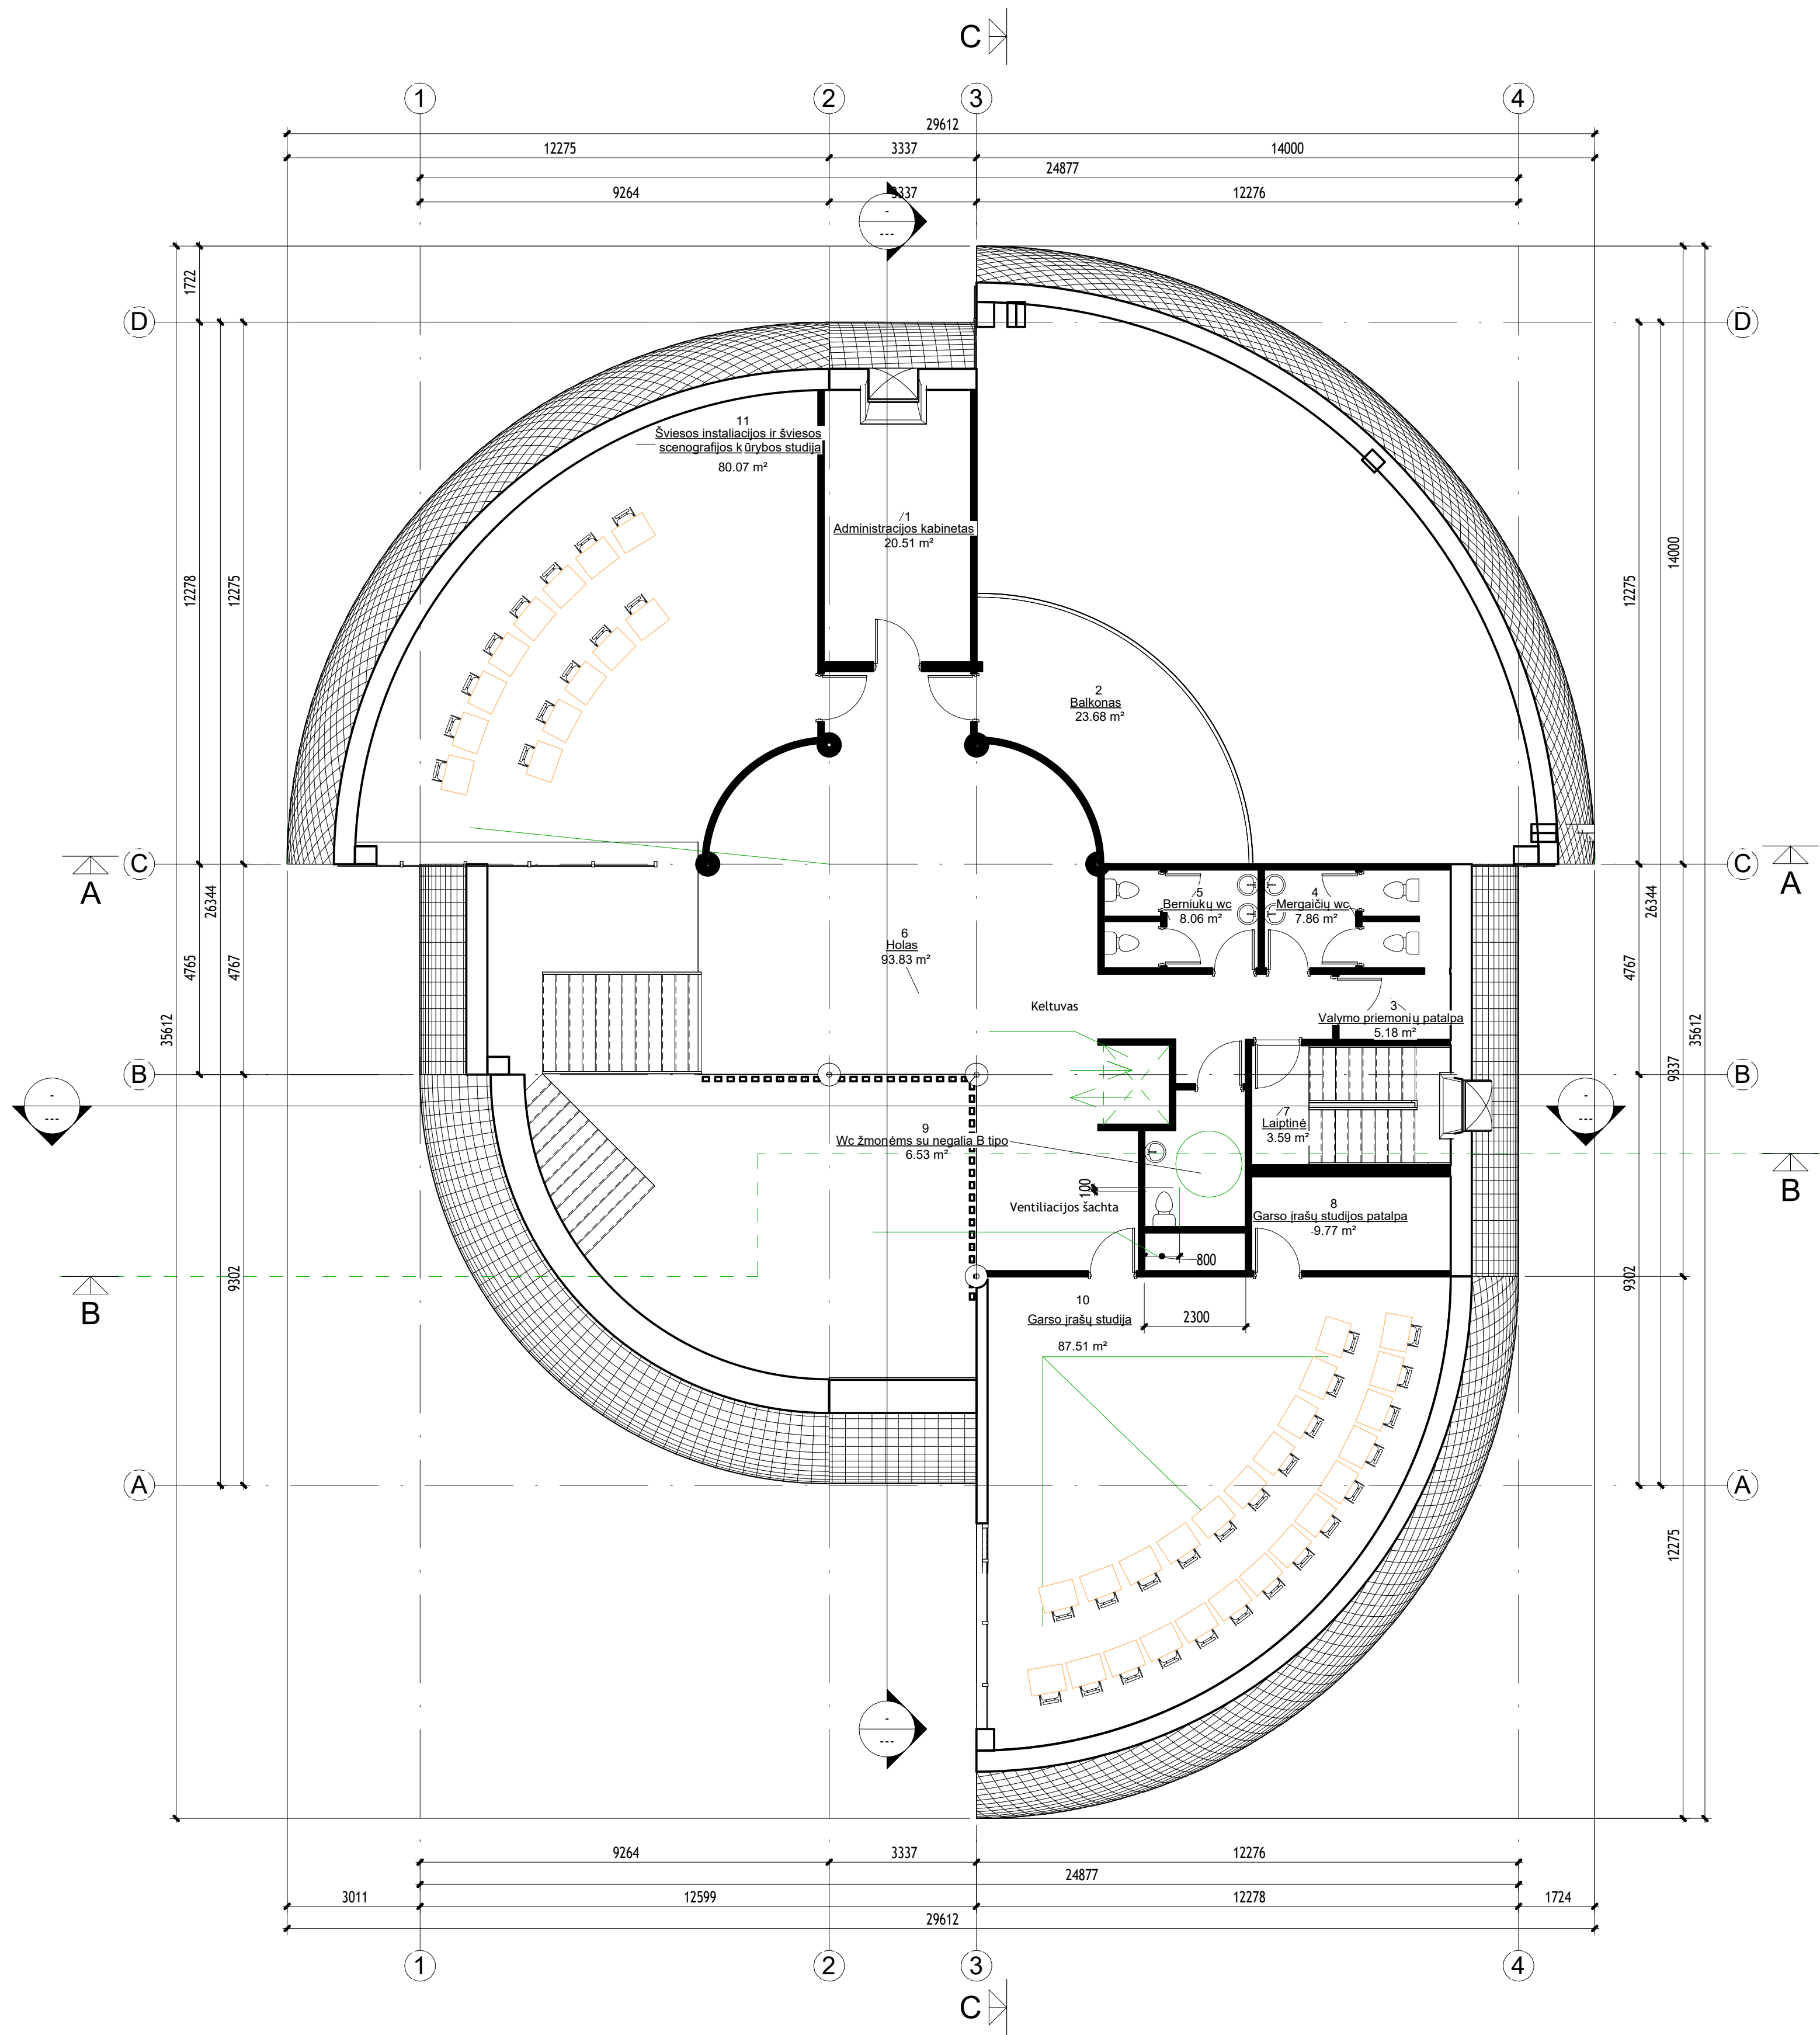 C
1
2
3
4
29612
12275
3337
14000
24877
9264
3337
12276
-
---
1722
D
D
11
Šviesos instaliacijos ir šviesos
scenografijos kūrybos studija
80.07 m²
1
Administracijos kabinetas
20.51 m²
12278
12275
12275
14000
2
Balkonas
23.68 m²
A
C
C
A
26344
26344
5
Berniukų wc
8.06 m²
4
Mergaičių wc
7.86 m²
6
Holas
93.83 m²
4765
4767
4767
35612
35612
Keltuvas
3
Valymo priemonių patalpa
5.18 m²
B
B
9337
-
---
-
---
7
Laiptinė
3.59 m²
9
Wc žmonėms su negalia B tipo
6.53 m²
B
100
Ventiliacijos šachta
8
Garso įrašų studijos patalpa
9.77 m²
800
B
9302
9302
10
Garso įrašų studija
87.51 m²
2300
A
A
12275
-
---
9264
3337
12276
24877
3011
12599
12278
1724
29612
1
2
3
4
C